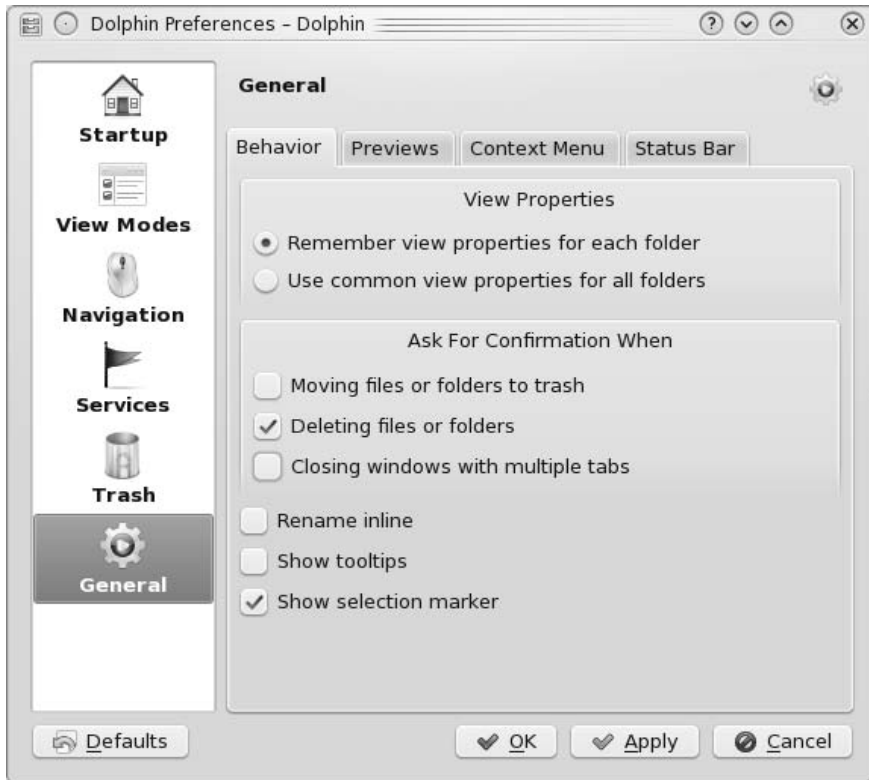 Dolphin Preferences – Dolphin
Startup
View Modes
Navigation
Services
Trash
General
General
Behavior
Previews
Context Menu
Status Bar
View Properties
Remember view properties for each folder
Use common view properties for all folders
Ask For Confirmation When
Moving files or folders to trash
Deleting files or folders
Closing windows with multiple tabs
Rename inline
Show tooltips
Show selection marker
Defaults
OK
Apply
Cancel